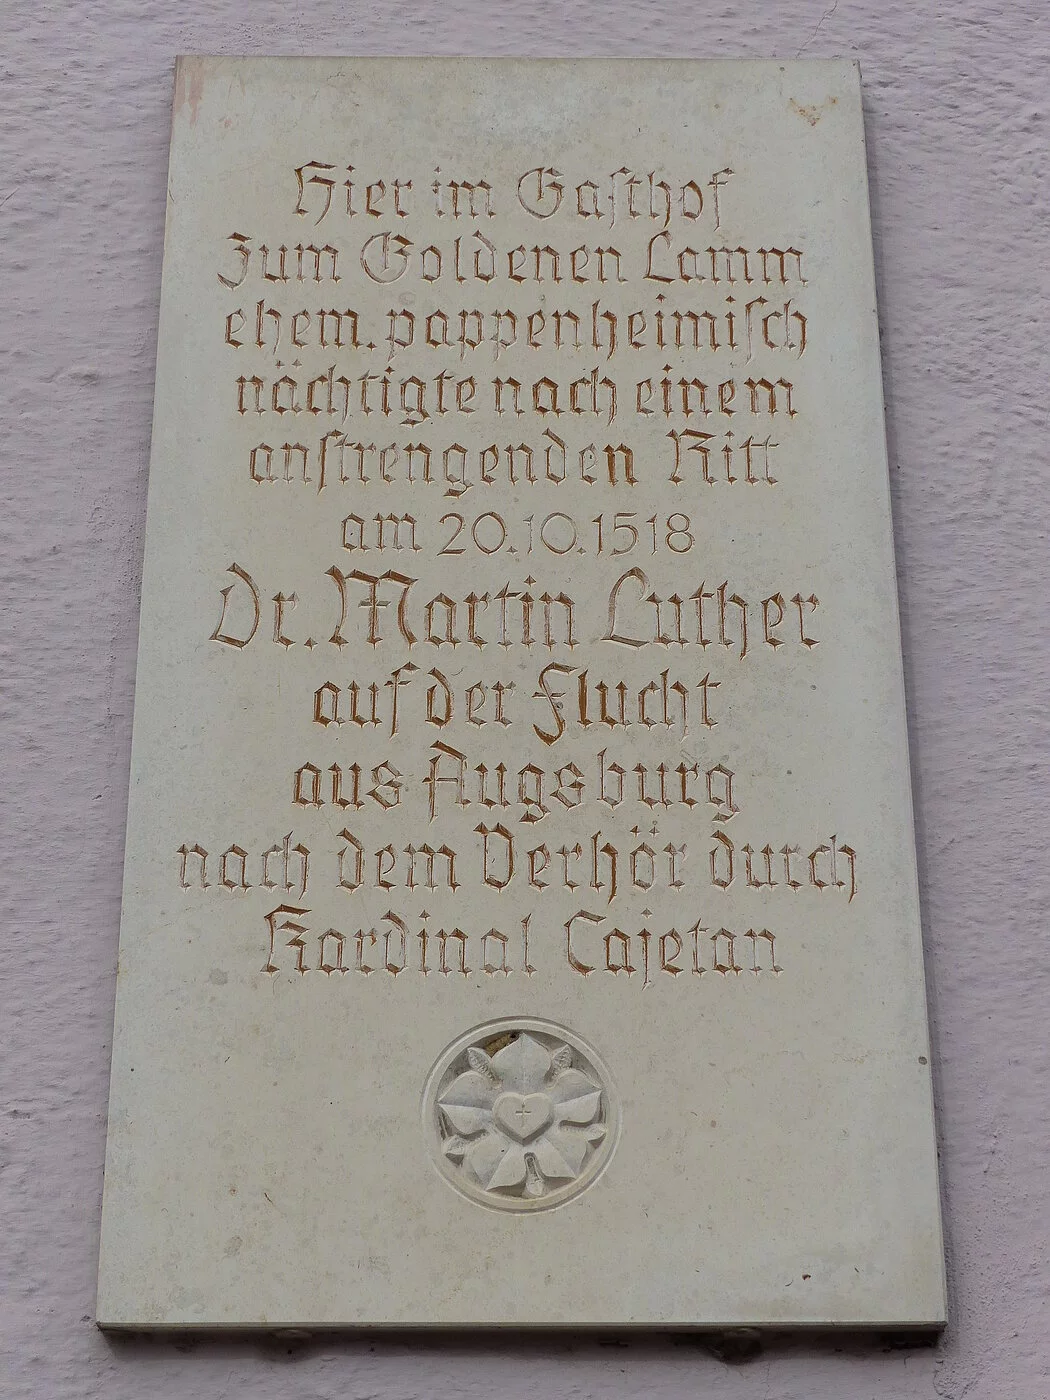 Hier im Gasthof
zum Goldenen Lamm
ehem. pappenheimisch
nächtigte nach einem
anstrengenden Ritt
am 20.10.1518
Dr. Martin Luther
auf der Flucht
aus Augsburg
nach dem Verhör durch
Kardinal Cajetan